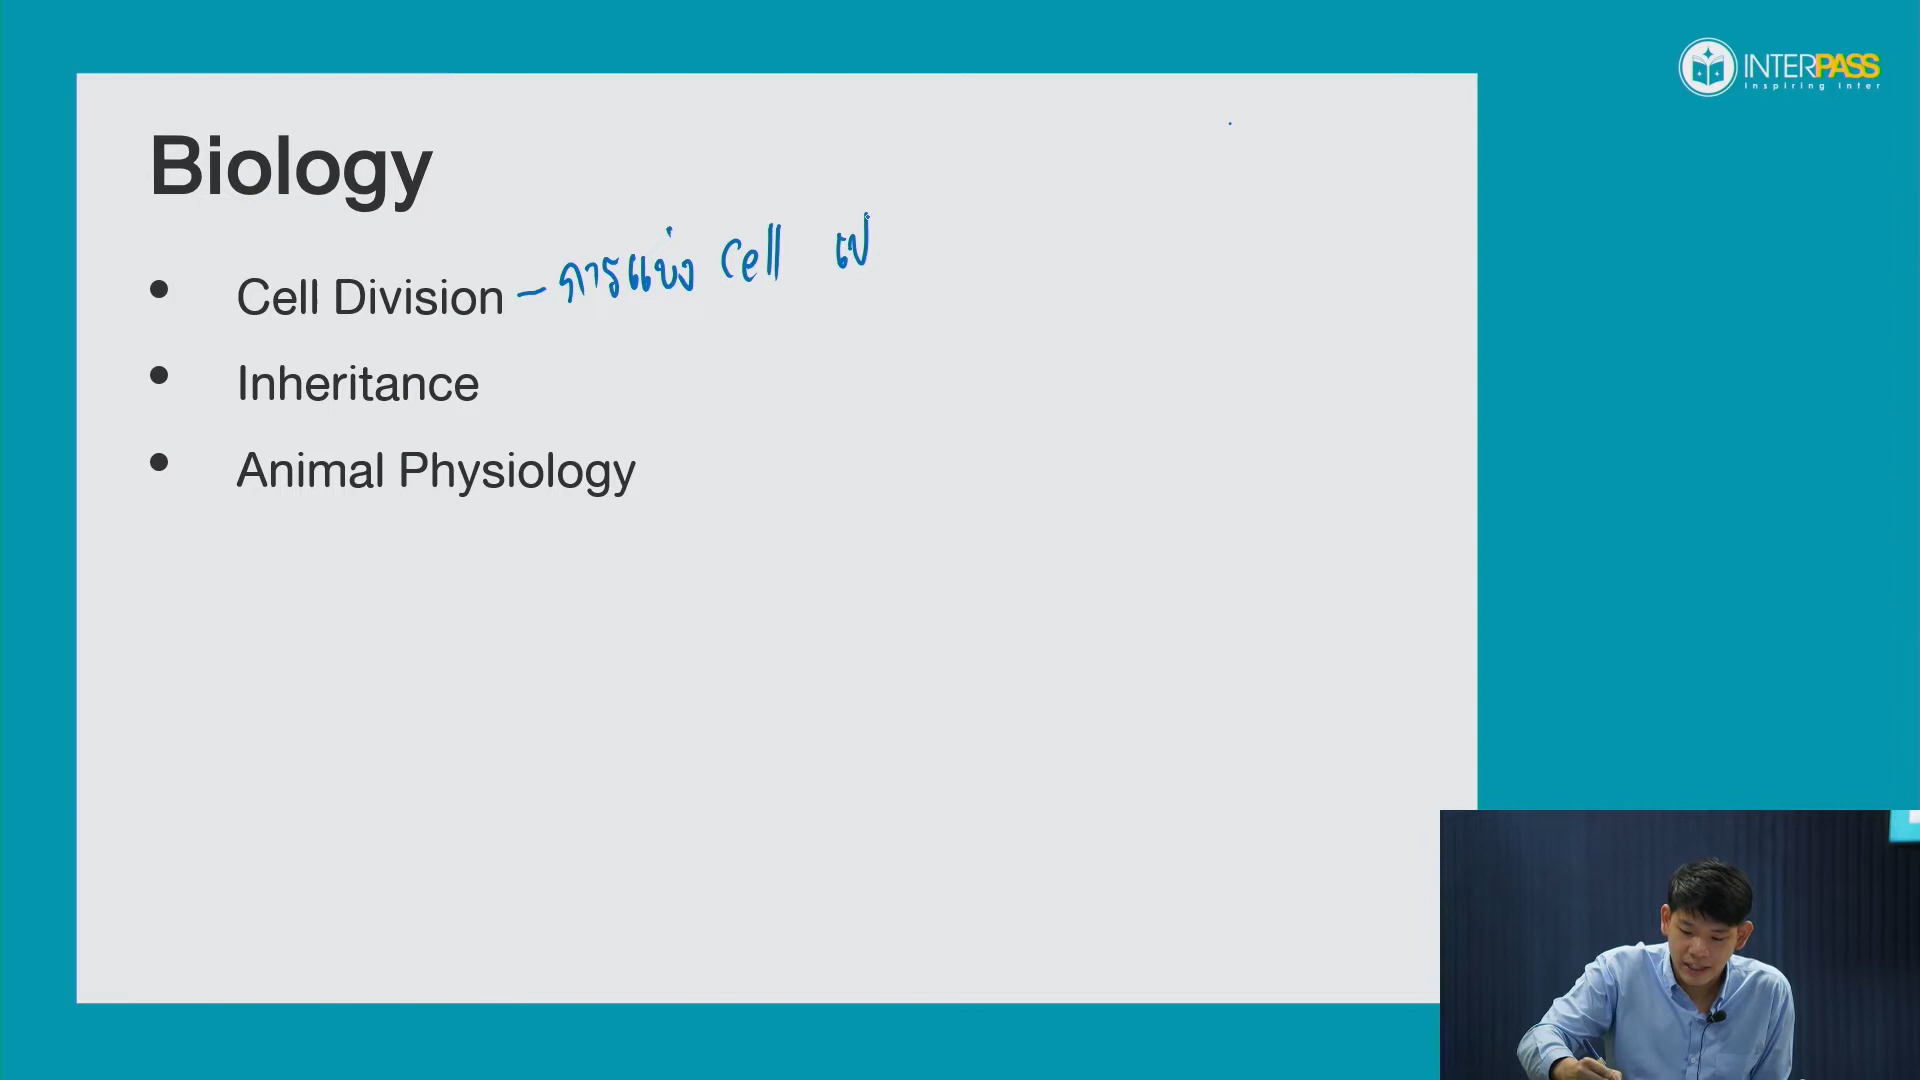 INTERPASS
Inspiring Inter
Biology
• Cell Division – การแบ่ง Cell
• Inheritance
• Animal Physiology